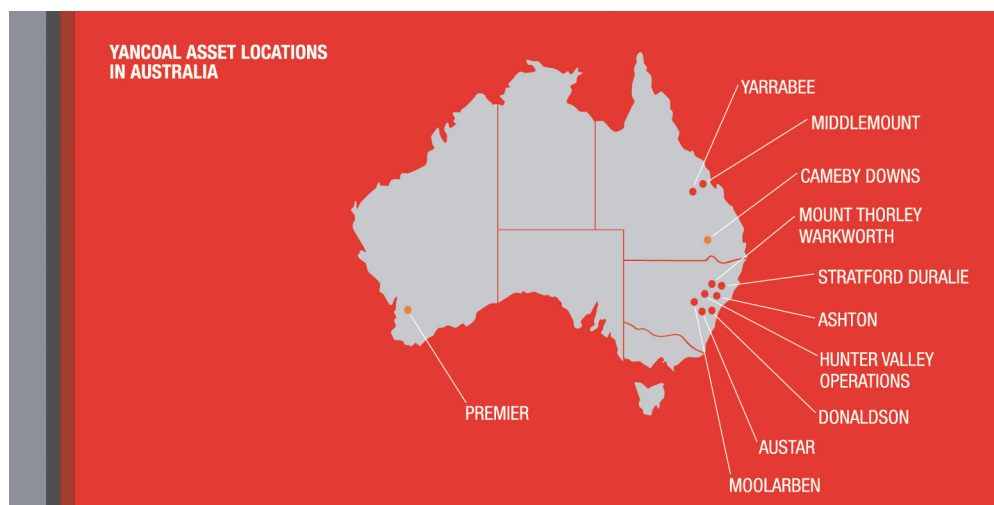 YANCOAL ASSET LOCATIONS
IN AUSTRALIA
YARRABEE
MIDDLEMOUNT
CAMEBY DOWNS
MOUNT THORLEY
WARKWORTH
STRATFORD DURALIE
ASHTON
HUNTER VALLEY
OPERATIONS
DONALDSON
AUSTAR
MOOLARBEN
PREMIER